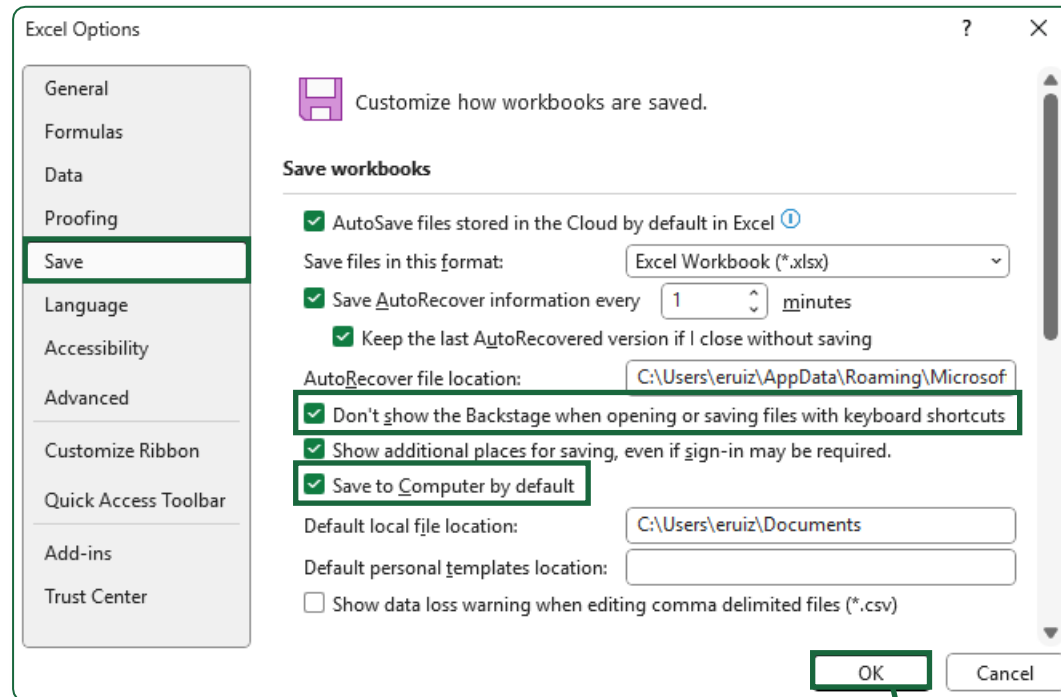 Excel Options
?
General
Formulas
Data
Proofing
Save
Language
Accessibility
Advanced
Customize Ribbon
Quick Access Toolbar
Add-ins
Trust Center
Customize how workbooks are saved.
Save workbooks
AutoSave files stored in the Cloud by default in Excel
Save files in this format: Excel Workbook (*.xlsx)
Save AutoRecover information every 1 minutes
Keep the last AutoRecovered version if I close without saving
AutoRecover file location: C:\Users\eruiz\AppData\Roaming\Microsof
Don't show the Backstage when opening or saving files with keyboard shortcuts
Show additional places for saving, even if sign-in may be required.
Save to Computer by default
Default local file location: C:\Users\eruiz\Documents
Default personal templates location:
Show data loss warning when editing comma delimited files (*.csv)
OK Cancel